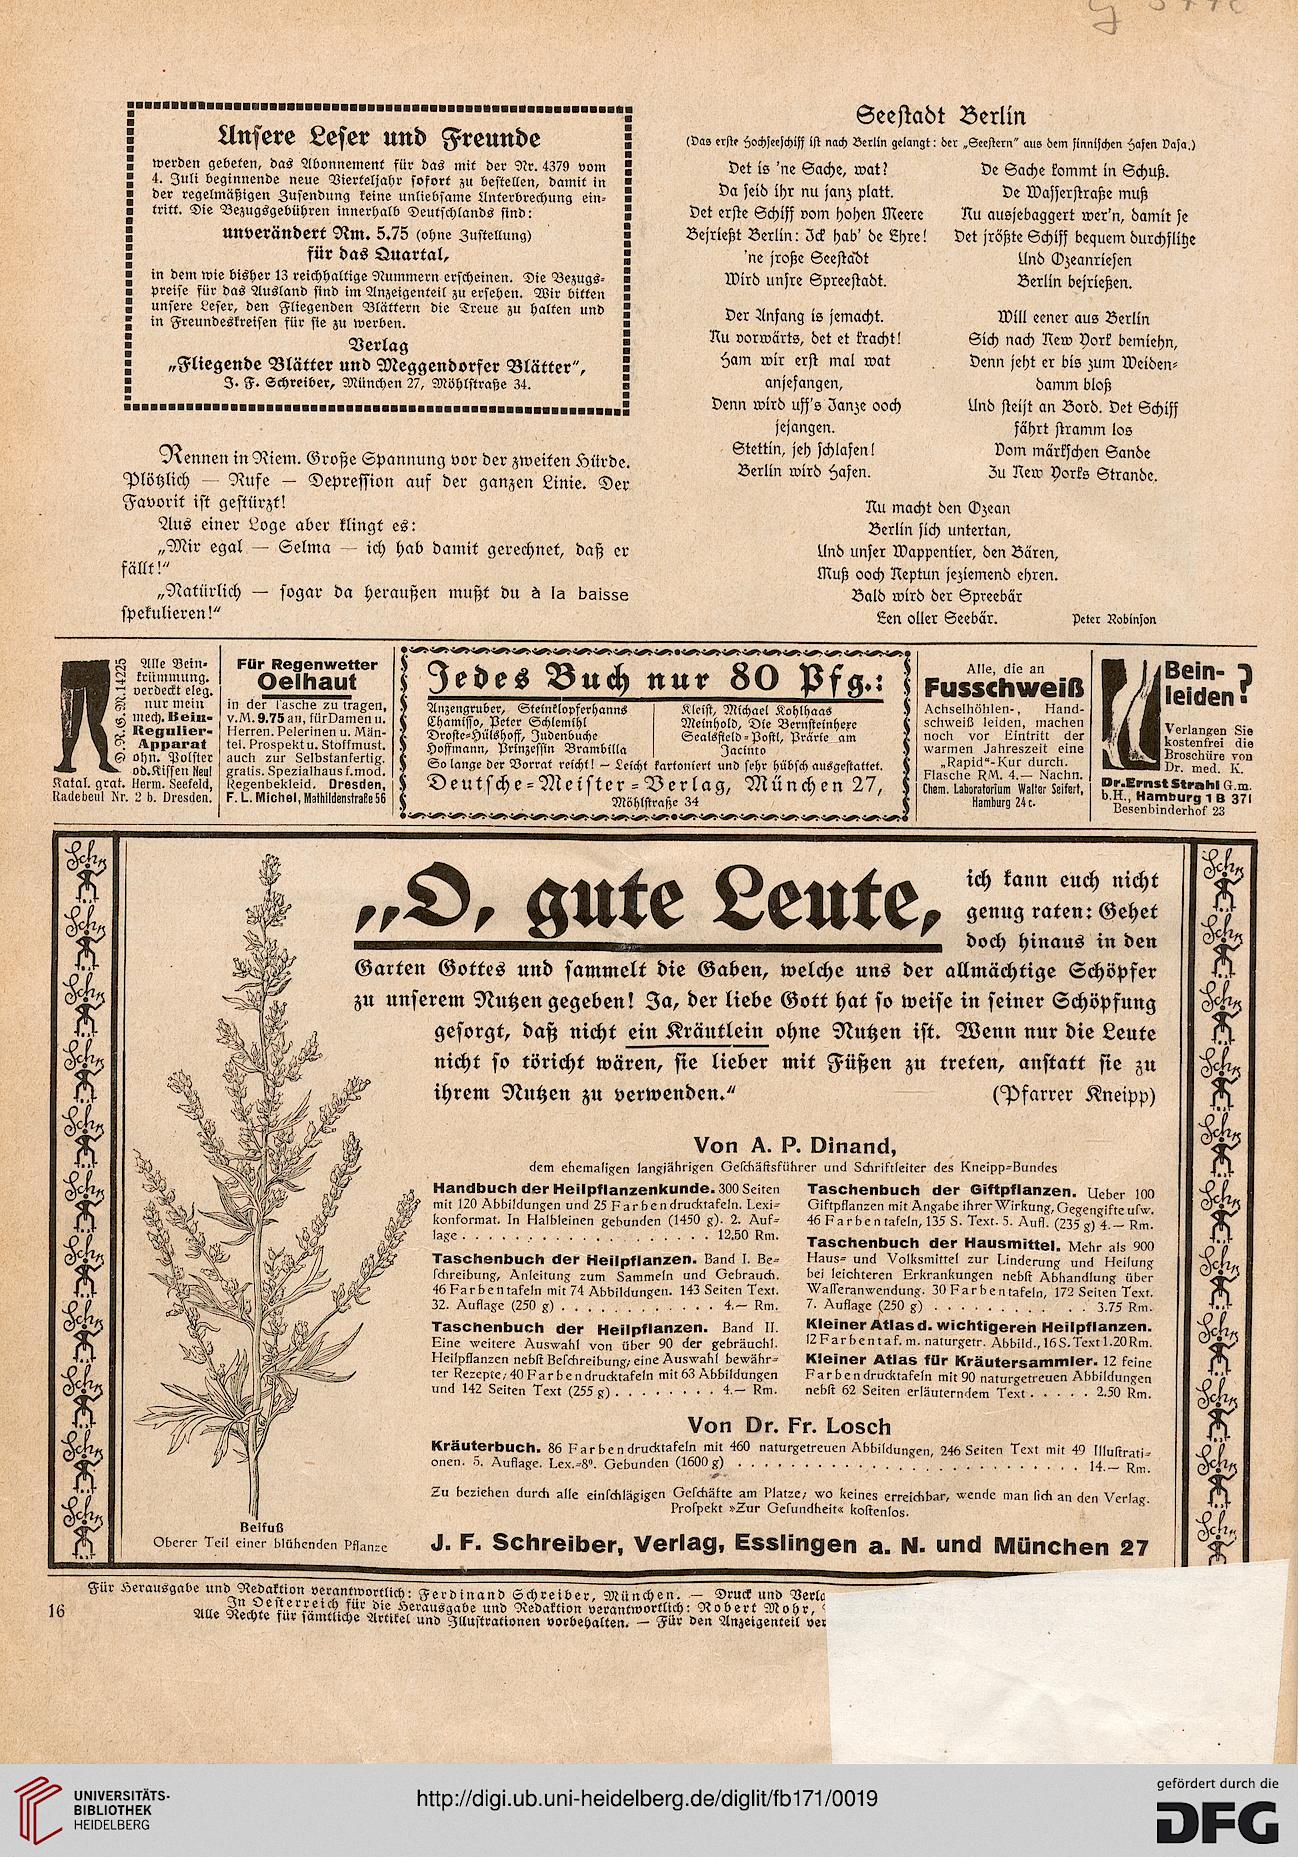 Unsere Leser und Freunde
werden gebeten, das Abonnement für das mit der Nr. 4379 vom
4. Juli beginnende neue Vierteljahr sofort zu bestellen, damit in
der regelmäßigen Zusendung keine unliebsame Unterbrechung ein-
tritt. Die Bezugsgebühren innerhalb Deutschlands sind:
unverändert Rm. 5.75 (ohne Zustellung)
für das Quartal,
in dem wie bisher 13 reichhaltige Nummern erscheinen. Die Bezugs-
preise für das Ausland sind im Anzeigenteil zu ersehen. Wir bitten
unsere Leser, den Fliegenden Blättern die Treue zu halten und
in Freundeskreisen für sie zu werben.
Verlag
„Fliegende Blätter und Meggendorfer Blätter“,
J. F. Schreiber, München 27, Möhlstraße 34.
Rennen in Riem. Große Spannung vor der zweiten Hürde.
Plötzlich — Rufe — Depression auf der ganzen Linie. Der
Favorit ist gestürzt!
Aus einer Loge aber klingt es:
„Mir egal — Selma — ich hab damit gerechnet, daß er
fällt!“
„Natürlich — sogar da heraußen mußt du à la baisse
spekulieren!“
Seestadt Berlin
(Das erste Hochseeschiff ist nach Berlin gelangt: der „Seestern“ aus dem finnischen Hafen Vasa.)
Det is 'ne Sache, wat?
Da seid ihr nu janz platt.
Det erste Schiff vom hohen Meere
Bejrießt Berlin: Ick hab' de Ehre!
'ne jroße Seestadt
Wird unsre Spreestadt.
Der Anfang is jemacht.
Nu vorwärts, det et kracht!
Ham wir erst mal wat
anjefangen,
Denn wird uff's Janze ooch
jejangen.
Stettin, jeh schlafen!
Berlin wird Hafen.
De Sache kommt in Schuß.
De Wasserstraße muß
Nu ausjebaggert wer'n, damit je
Det jrößte Schiff bequem durchflitze
Und Ozeanriesen
Berlin bejrießen.
Will eener aus Berlin
Sich nach New York bemiehn,
Denn jeht er bis zum Weiden-
damm bloß
Und steijt an Bord. Det Schiff
fährt stramm los
Vom märkschen Sande
Zu New Yorks Strande.
Nu macht den Ozean
Berlin sich untertan,
Und unser Wappentier, den Bären,
Muß ooch Neptun jeziemend ehren.
Bald wird der Spreebär
Een oller Seebär.
Peter Robinson
D.R.G.M.14225
Alle Bein-
krümmung.
verdeckt eleg.
nur mein
mech. Bein-
Regulier-
Apparat
ohn. Polster
od. Kissen Neu!
Katal. grat. Herm. Seefeld,
Radebeul Nr. 2 b. Dresden.
Für Regenwetter
Oelhaut
in der Tasche zu tragen,
v. M. 9.75 an, für Damen u.
Herren. Pelerinen u. Män-
tel. Prospekt u. Stoffmust.
auch zur Selbstanfertig.
gratis. Spezialhaus f. mod.
Regenbekleid. Dresden,
F. L. Michel, Mathildenstraße 56
Jedes Buch nur 80 Pfg.:
Anzengruber, Steinklopferhanns
Chamisso, Peter Schlemihl
Droste-Hülshoff, Judenbuche
Hoffmann, Prinzessin Brambilla
Kleist, Michael Kohlhaas
Meinhold, Die Bernsteinhexe
Sealsfield-Postl, Prärie am
Jacinto
So lange der Vorrat reicht! — Leicht kartoniert und sehr hübsch ausgestattet.
Deutsche-Meister-Verlag, München 27,
Möhlstraße 34
Alle, die an
Fusschweiß
Achselhöhlen-, Hand-
schweiß leiden, machen
noch vor Eintritt der
warmen Jahreszeit eine
„Rapid“-Kur durch.
Flasche RM. 4.— Nachn.
Chem. Laboratorium Walter Seifert,
Hamburg 24 c.
Bein-
leiden?
Verlangen Sie
kostenfrei die
Broschüre von
Dr. med. K.
Dr. Ernst Strahl G.m.
b.H., Hamburg 1 B 371
Besenbinderhof 23
„O, gute Leute,
ich kann euch nicht
genug raten: Gehet
doch hinaus in den
Garten Gottes und sammelt die Gaben, welche uns der allmächtige Schöpfer
zu unserem Nutzen gegeben! Ja, der liebe Gott hat so weise in seiner Schöpfung
gesorgt, daß nicht ein Kräutlein ohne Nutzen ist. Wenn nur die Leute
nicht so töricht wären, sie lieber mit Füßen zu treten, anstatt sie zu
ihrem Nutzen zu verwenden.“ (Pfarrer Kneipp)
Von A. P. Dinand,
dem ehemaligen langjährigen Geschäftsführer und Schriftleiter des Kneipp-Bundes
Handbuch der Heilpflanzenkunde. 300 Seiten
mit 120 Abbildungen und 25 Farbendrucktafeln. Lexi-
konformat. In Halbleinen gebunden (1450 g). 2. Auf-
lage . . . . . . . . . . . . . . . . 12,50 Rm.
Taschenbuch der Heilpflanzen. Band I. Be-
schreibung, Anleitung zum Sammeln und Gebrauch.
46 Farbentafeln mit 74 Abbildungen. 143 Seiten Text.
32. Auflage (250 g) . . . . . . . . . . . . 4.— Rm.
Taschenbuch der Heilpflanzen. Band II.
Eine weitere Auswahl von über 90 der gebräuchl.
Heilpflanzen nebst Beschreibung; eine Auswahl bewähr-
ter Rezepte; 40 Farbendrucktafeln mit 63 Abbildungen
und 142 Seiten Text (255 g) . . . . . . . . 4.— Rm.
Taschenbuch der Giftpflanzen. Ueber 100
Giftpflanzen mit Angabe ihrer Wirkung, Gegengifte usw.
46 Farbentafeln, 135 S. Text. 5. Aufl. (235 g) 4.— Rm.
Taschenbuch der Hausmittel. Mehr als 900
Haus- und Volksmittel zur Linderung und Heilung
bei leichteren Erkrankungen nebst Abhandlung über
Wasseranwendung. 30 Farbentafeln, 172 Seiten Text.
7. Auflage (250 g) . . . . . . . . . . . . 3.75 Rm.
Kleiner Atlas d. wichtigeren Heilpflanzen.
12 Farbentaf. m. naturgetr. Abbild., 16 S. Text 1.20 Rm.
Kleiner Atlas für Kräutersammler. 12 feine
Farbendrucktafeln mit 90 naturgetreuen Abbildungen
nebst 62 Seiten erläuterndem Text . . . . . 2.50 Rm.
Von Dr. Fr. Losch
Kräuterbuch. 86 Farbendrucktafeln mit 460 naturgetreuen Abbildungen, 246 Seiten Text mit 49 Illustrati-
onen. 5. Auflage. Lex.-8°. Gebunden (1600 g) . . . . . . . . . . . . . . . . . . . . 14.— Rm.
Zu beziehen durch alle einschlägigen Geschäfte am Platze; wo keines erreichbar, wende man sich an den Verlag.
Prospekt »Zur Gesundheit« kostenlos.
J. F. Schreiber, Verlag, Esslingen a. N. und München 27
Beifuß
Oberer Teil einer blühenden Pflanze
Für Herausgabe und Redaktion verantwortlich: Ferdinand Schreiber, München. — Druck und
In Oesterreich für die Herausgabe und Redaktion verantwortlich: Robert Mohr,
Alle Rechte für sämtliche Artikel und Illustrationen vorbehalten. — Für den Anzeigenteil
16
UNIVERSITÄTS-
BIBLIOTHEK
HEIDELBERG
http://digi.ub.uni-heidelberg.de/diglit/fb171/0019
gefördert durch die
DFG